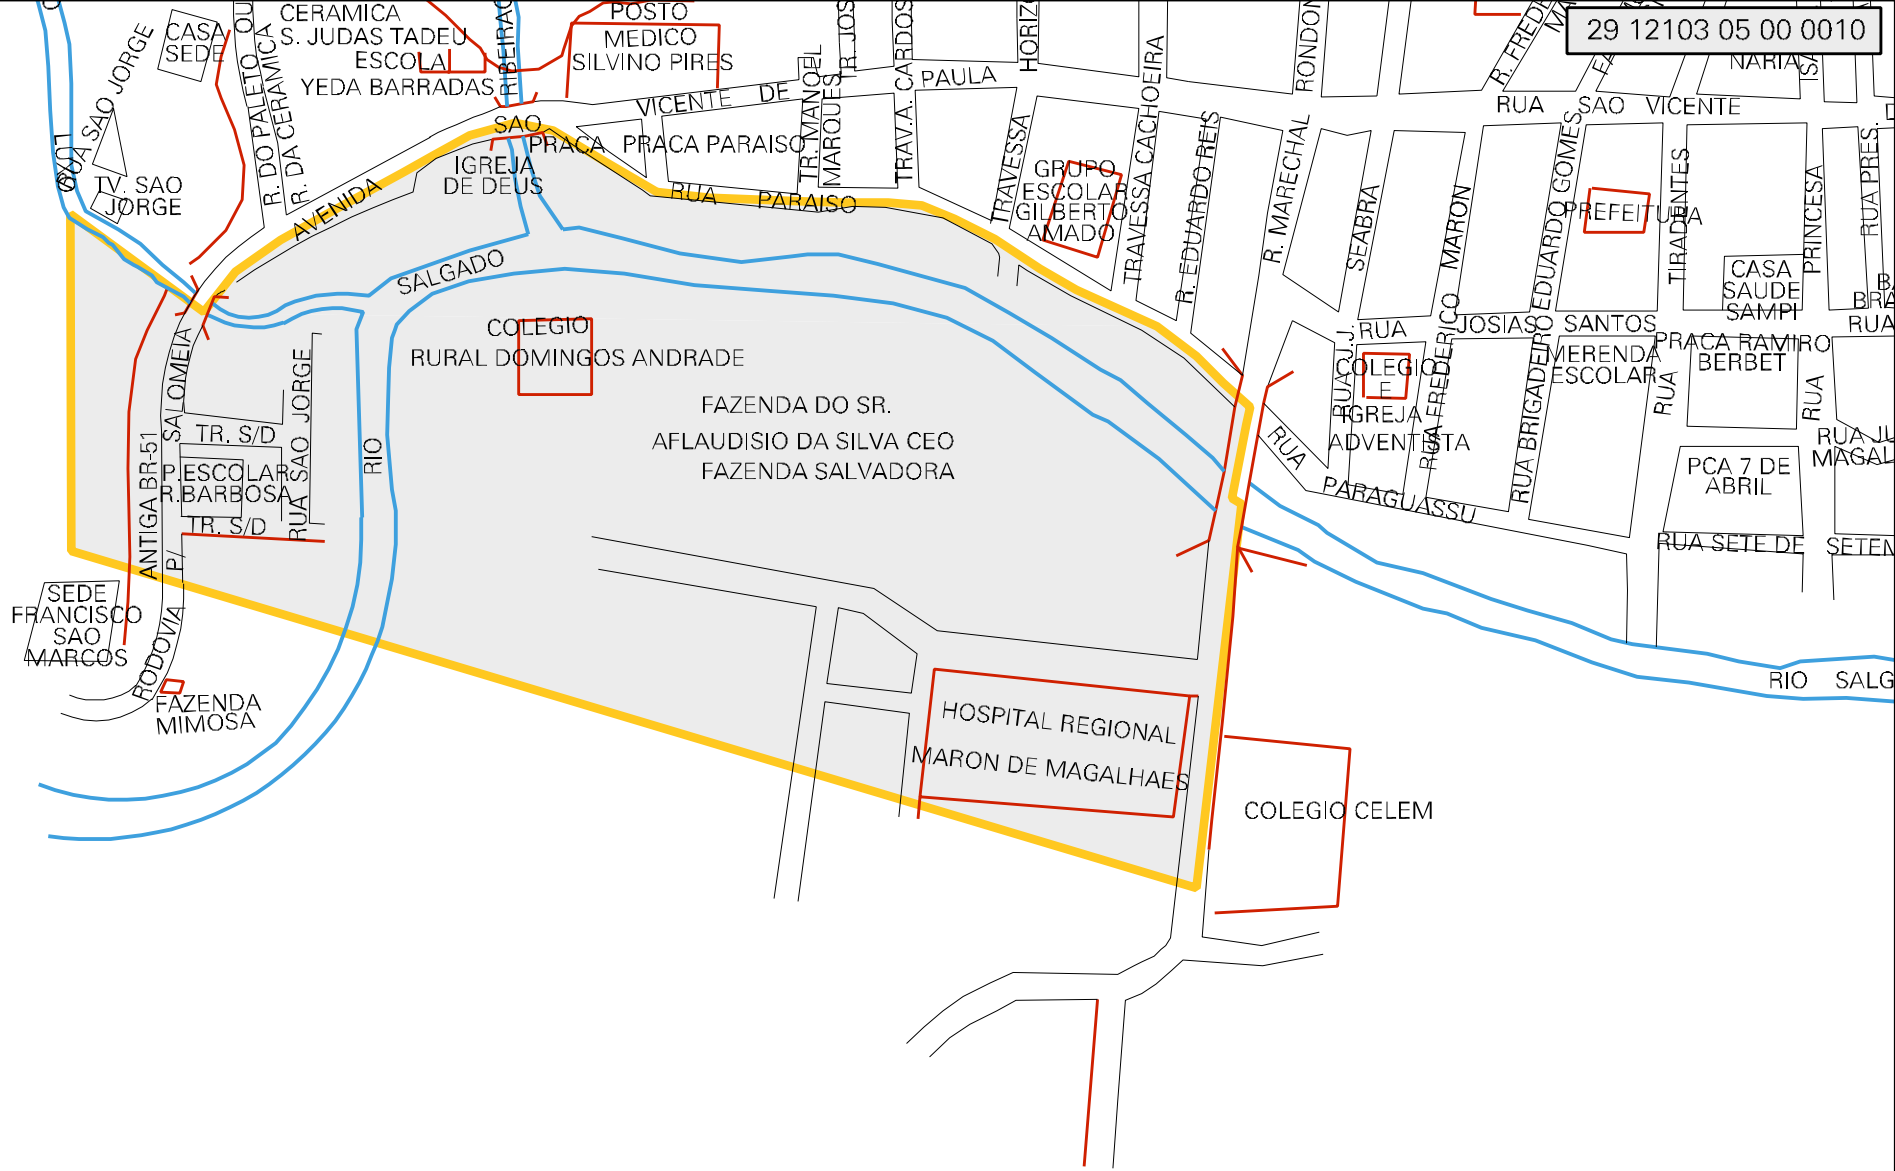 29 12103 05 00 0010
CERAMICA
S. JUDAS TADEU
ESCOLA
YEDA BARRADAS
POSTO
MEDICO
SILVINO PIRES
CASA
SEDE
RUA SAO JORGE
TV. SAO
JORGE
R. DO PALETO
R. DA CERAMICA
AVENIDA
SAO
VICENTE DE
PAULA
PRACA
PRACA PARAISO
IGREJA
DE DEUS
RUA PARAISO
TR. MANOEL
MARQUES
TRAV.A. CARDOS
TRAVESSA
TRAVESSA CACHOEIRA
R. EDUARDO REIS
R. MARECHAL
RONDON
GRUPO
ESCOLAR
GILBERTO
AMADO
SEABRA
RUA J.J.
MARON
RUA FREDERICO
EDUARDO GOMES
RUA BRIGADEIRO
RUA SAO VICENTE
PREFEITURA
TIRADENTES
RUA
PRINCESA
RUA
RUA PRES.
CASA
SAUDE
SAMPI
RUA JOSIAS SANTOS
RUA
PRACA RAMIRO
BERBET
MERENDA
ESCOLAR
COLEGIO
E
IGREJA
ADVENTISTA
RUA PARAGUASSU
PCA 7 DE
ABRIL
RUA SETE DE
RIO
SALGADO
COLEGIO
RURAL DOMINGOS ANDRADE
FAZENDA DO SR.
AFLAUDISIO DA SILVA CEO
FAZENDA SALVADORA
ANTIGA BR-51
RODOVIA P/ SALOMEIA
TR. S/D
P.ESCOLAR
R.BARBOSA
TR. S/D
RUA SAO JORGE
SEDE
FRANCISCO
SAO
MARCOS
FAZENDA
MIMOSA
HOSPITAL REGIONAL
MARON DE MAGALHAES
COLEGIO CELEM
RIO SALG